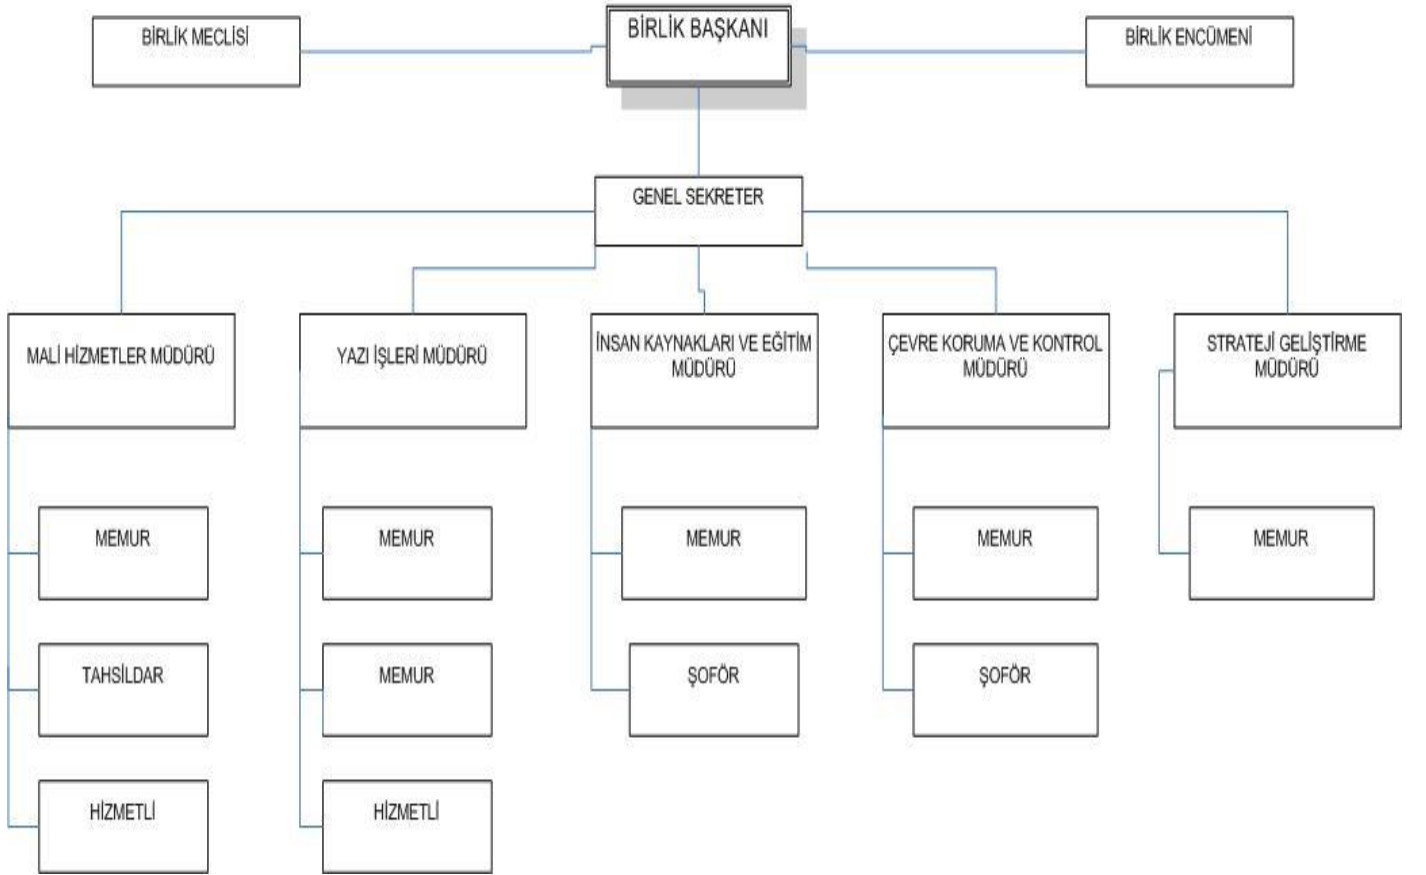 BİRLİK MECLİSİ
BİRLİK BAŞKANI
BİRLİK ENCÜMENİ
GENEL SEKRETER
MALİ HİZMETLER MÜDÜRÜ
YAZI İŞLERİ MÜDÜRÜ
İNSAN KAYNAKLARI VE EĞİTİM
MÜDÜRÜ
ÇEVRE KORUMA VE KONTROL
MÜDÜRÜ
STRATEJİ GELİŞTİRME
MÜDÜRÜ
MEMUR
MEMUR
MEMUR
MEMUR
MEMUR
TAHSİLDAR
MEMUR
ŞOFÖR
ŞOFÖR
HİZMETLİ
HİZMETLİ